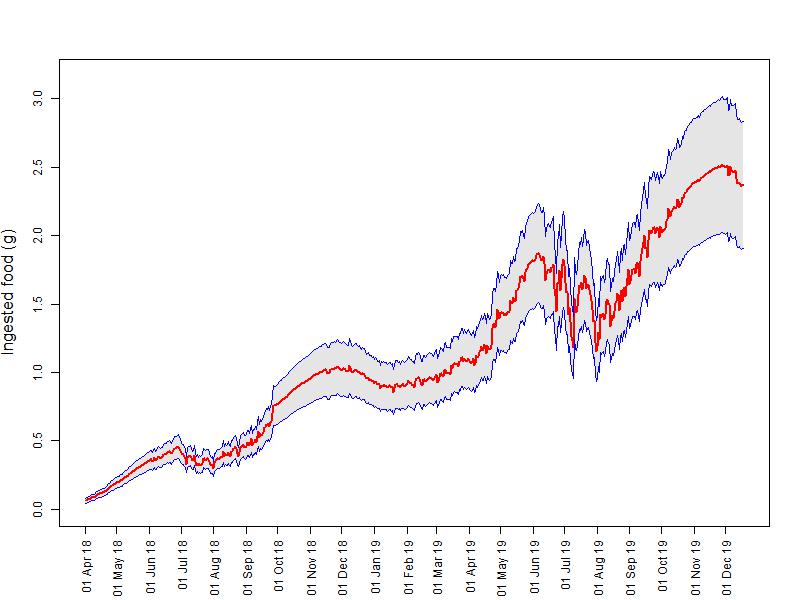 Ingested food (g)
3.0
2.5
2.0
1.5
1.0
0.5
0.0
01 Apr 18
01 May 18
01 Jun 18
01 Jul 18
01 Aug 18
01 Sep 18
01 Oct 18
01 Nov 18
01 Dec 18
01 Jan 19
01 Feb 19
01 Mar 19
01 Apr 19
01 May 19
01 Jun 19
01 Jul 19
01 Aug 19
01 Sep 19
01 Oct 19
01 Nov 19
01 Dec 19